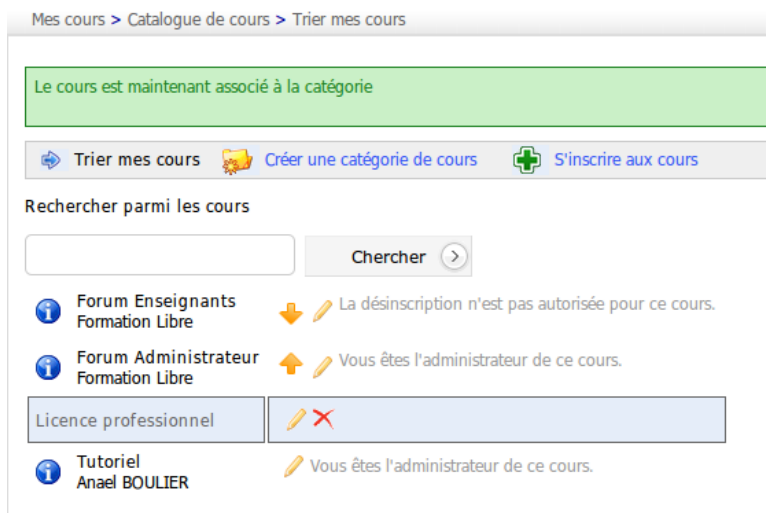 Mes cours > Catalogue de cours > Trier mes cours
Le cours est maintenant associé à la catégorie
Trier mes cours Créer une catégorie de cours S'inscrire aux cours
Rechercher parmi les cours
Chercher
Forum Enseignants
Formation Libre
La désinscription n'est pas autorisée pour ce cours.
Forum Administrateur
Formation Libre
Vous êtes l'administrateur de ce cours.
Licence professionnel
Tutoriel
Anael BOULIER
Vous êtes l'administrateur de ce cours.